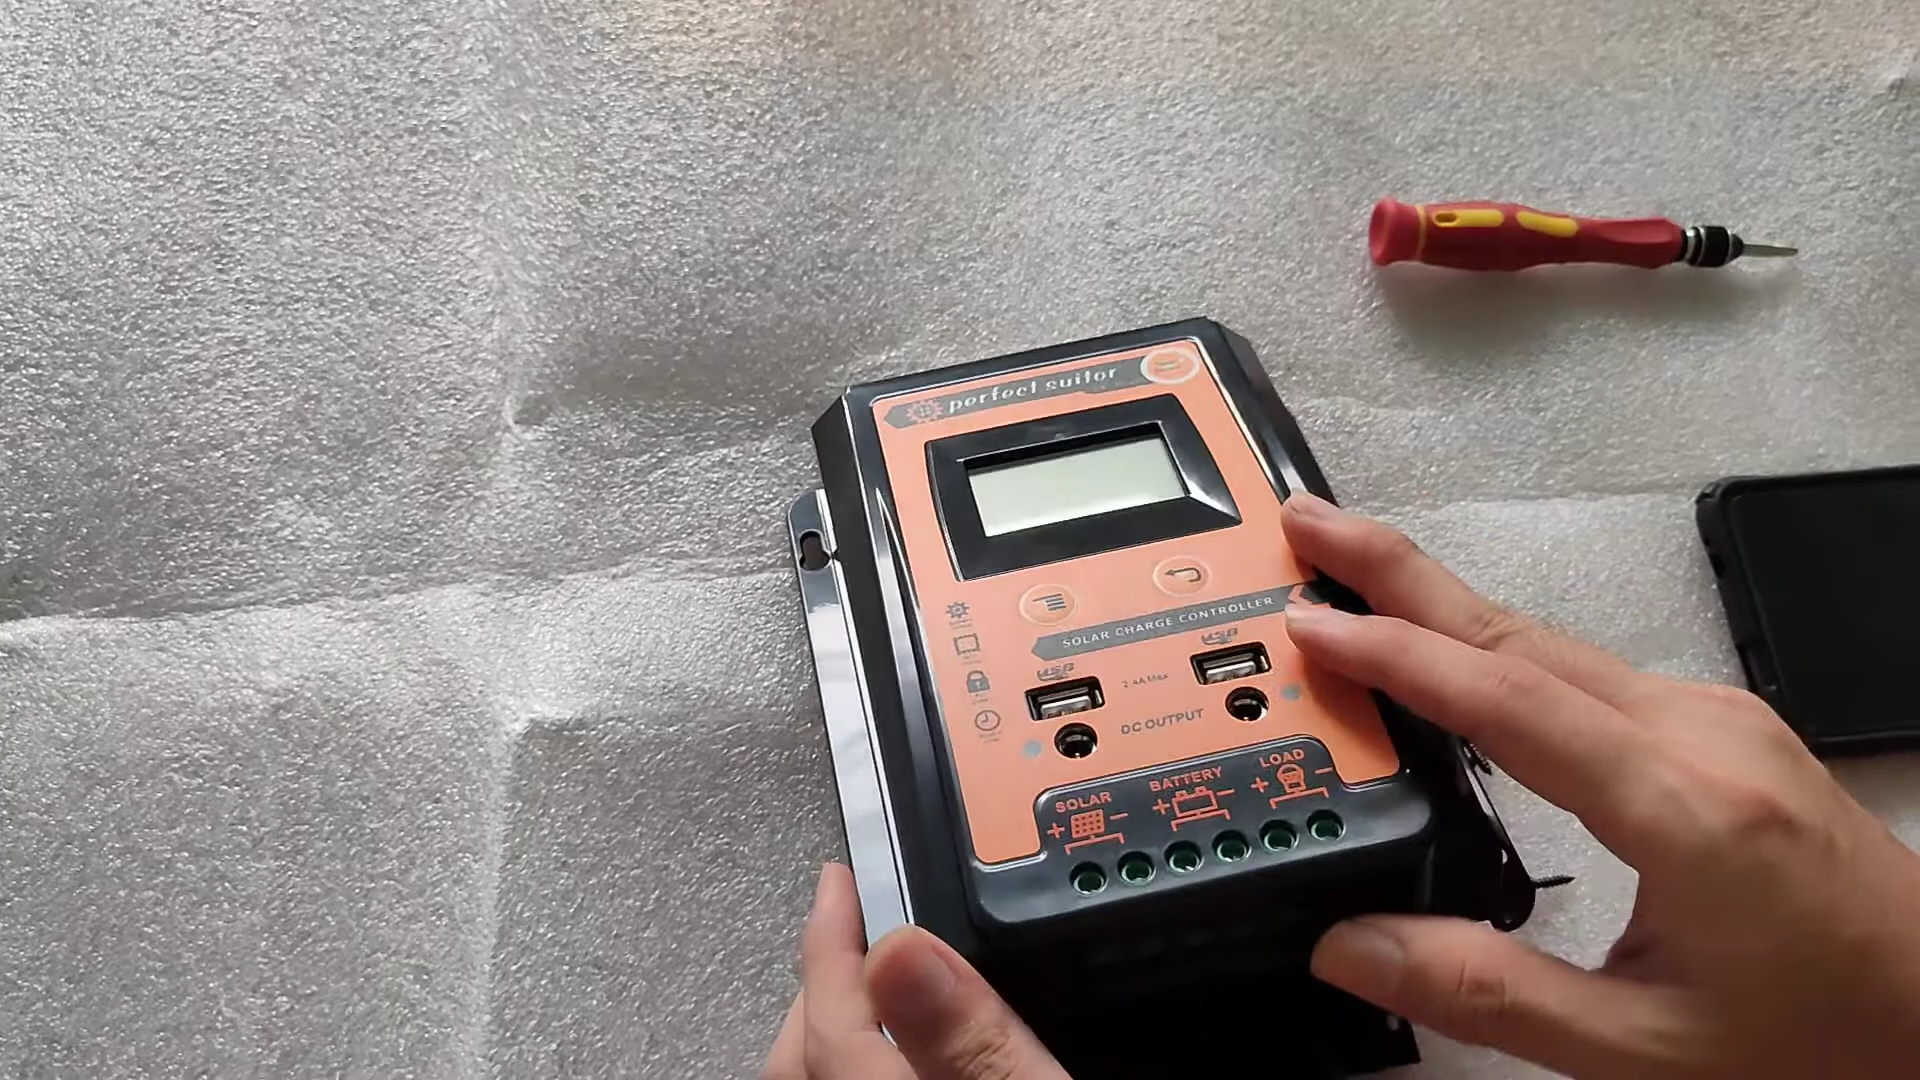 perfect suitor
SOLAR CHARGE CONTROLLER
USB
USB
2.4A Max
DC OUTPUT
SOLAR
BATTERY
LOAD
+ -
+ -
+ -